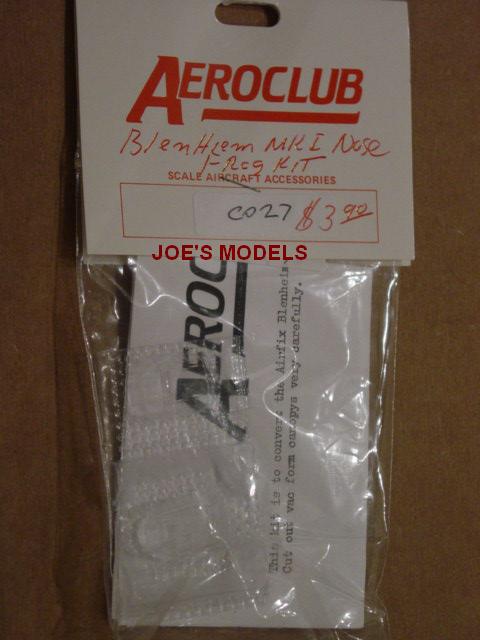 AEROCLUB
BlenHiem MK I Nose
FRog KIT
SCALE AIRCRAFT ACCESSORIES
C027 $3.90
JOE'S MODELS
AEROC
This kit is to convert the Airfix Blenheim
Cut out vac form canopys very carefully.